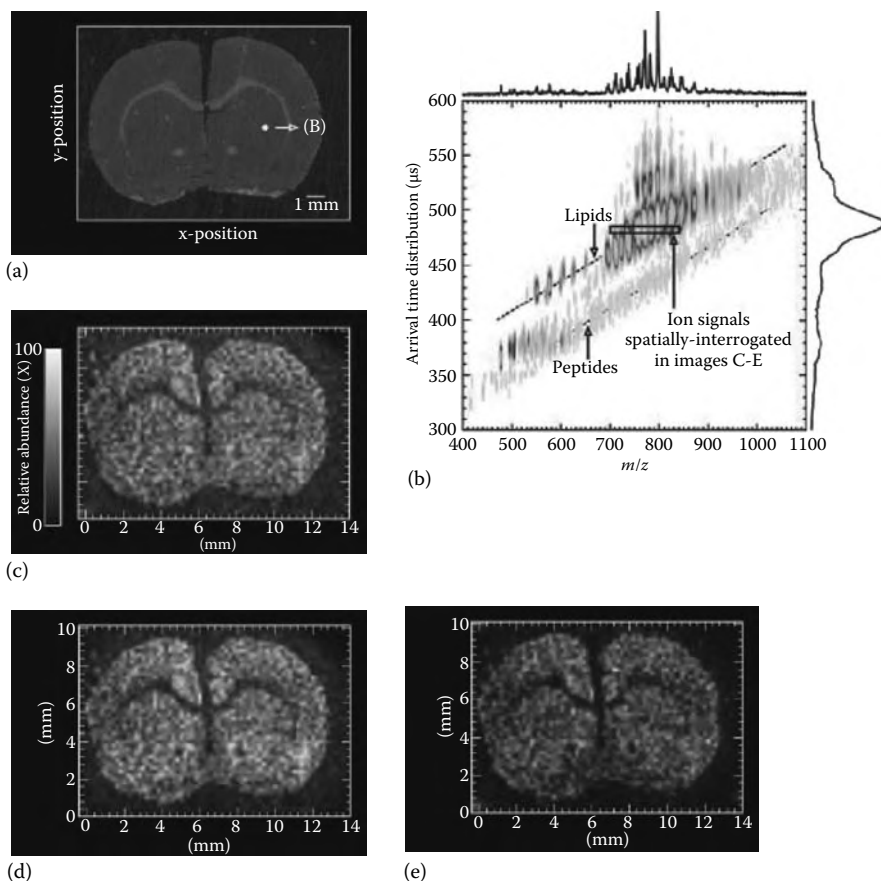 y-position
(B)
1 mm
x-position
(a)
600
550
500
450
400
350
300
Arrival time distribution (µs)
Lipids
Peptides
Ion signals
spatially-interrogated
in images C-E
400 500 600 700 800 900 1000 1100
m/z
(b)
100
Relative abundance (X)
0
0 2 4 6 8 10 12 14
(mm)
(c)
10
8
6
4
2
0
(mm)
0 2 4 6 8 10 12 14
(mm)
(d)
10
8
6
4
2
0
(mm)
0 2 4 6 8 10 12 14
(mm)
(e)